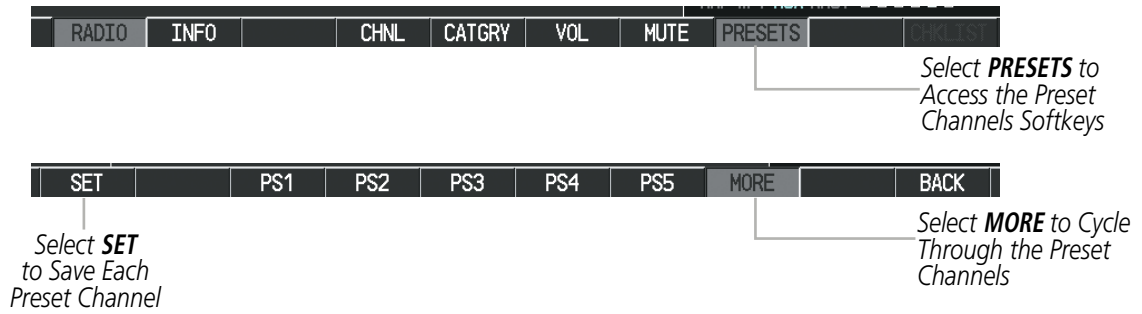 RADIO INFO CHNL CATGRY VOL MUTE PRESETS CHKLIST
Select PRESETS to
Access the Preset
Channels Softkeys
SET PS1 PS2 PS3 PS4 PS5 MORE BACK
Select SET
to Save Each
Preset Channel
Select MORE to Cycle
Through the Preset
Channels